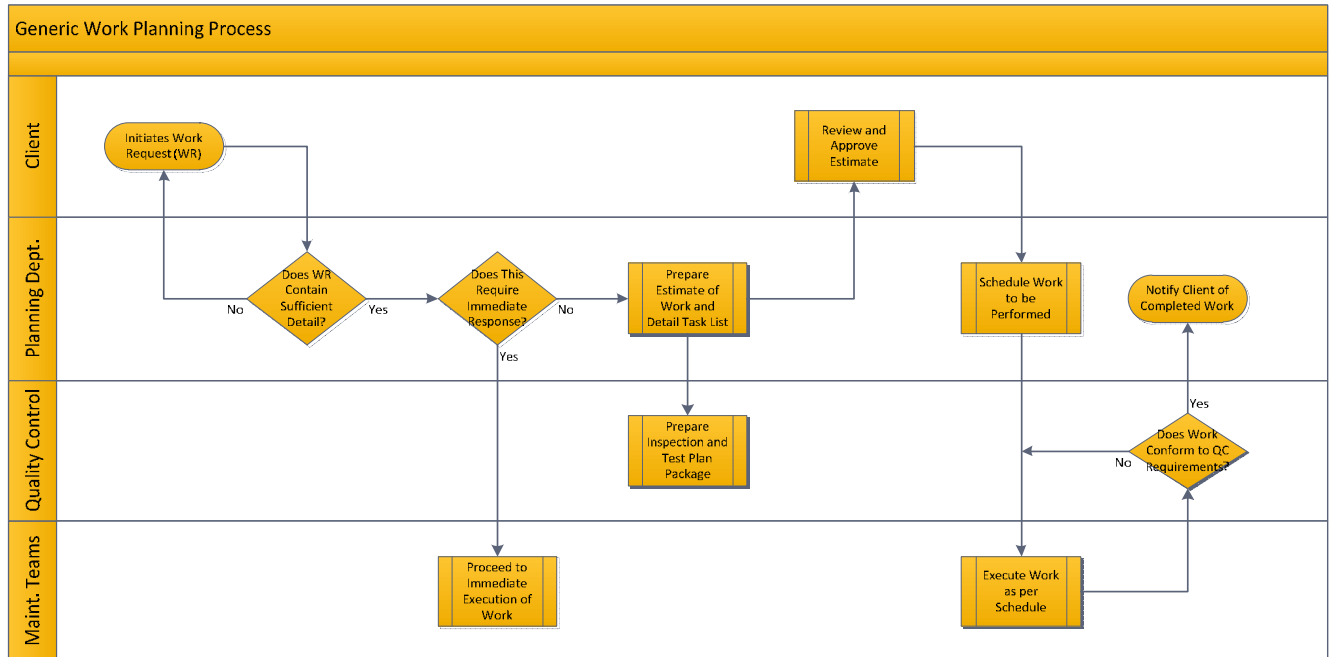 Generic Work Planning Process
Client
Initiates Work
Request (WR)
Review and
Approve
Estimate
Planning Dept.
Does WR
Contain
Sufficient
Detail?
No
Yes
Does This
Require
Immediate
Response?
No
Yes
Prepare
Estimate of
Work and
Detail Task List
Schedule Work
to be
Performed
Notify Client of
Completed Work
Quality Control
Prepare
Inspection and
Test Plan
Package
Does Work
Conform to QC
Requirements?
Yes
No
Maint. Teams
Proceed to
Immediate
Execution of
Work
Execute Work
as per
Schedule